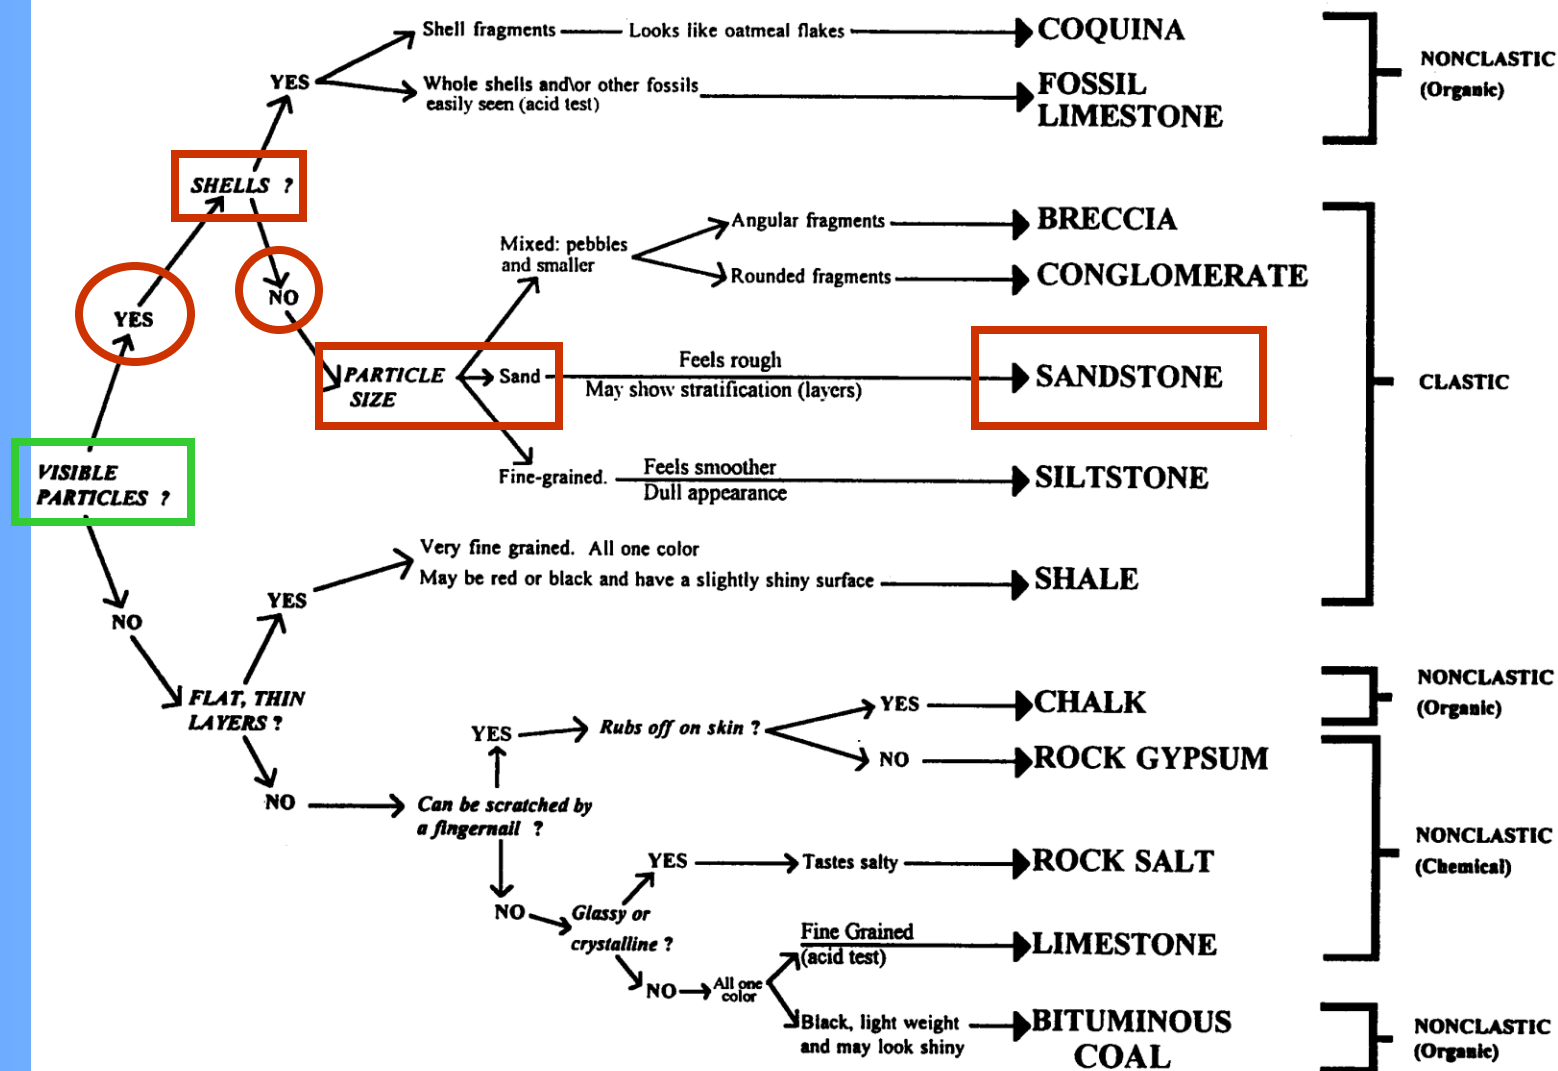 Shell fragments
Looks like oatmeal flakes
COQUINA
NONCLASTIC
(Organic)
YES
Whole shells and\or other fossils
easily seen (acid test)
FOSSIL
LIMESTONE
SHELLS ?
Mixed: pebbles
and smaller
Angular fragments
BRECCIA
Rounded fragments
CONGLOMERATE
NO
YES
PARTICLE
SIZE
Sand
Feels rough
May show stratification (layers)
SANDSTONE
CLASTIC
VISIBLE
PARTICLES ?
Fine-grained.
Feels smoother
Dull appearance
SILTSTONE
Very fine grained. All one color
May be red or black and have a slightly shiny surface
SHALE
YES
NO
FLAT, THIN
LAYERS ?
YES
Rubs off on skin ?
YES
CHALK
NONCLASTIC
(Organic)
NO
ROCK GYPSUM
NO
Can be scratched by
a fingernail ?
NONCLASTIC
(Chemical)
YES
Tastes salty
ROCK SALT
NO
Glassy or
crystalline ?
Fine Grained
(acid test)
LIMESTONE
NO
All one
color
Black, light weight
and may look shiny
BITUMINOUS
COAL
NONCLASTIC
(Organic)